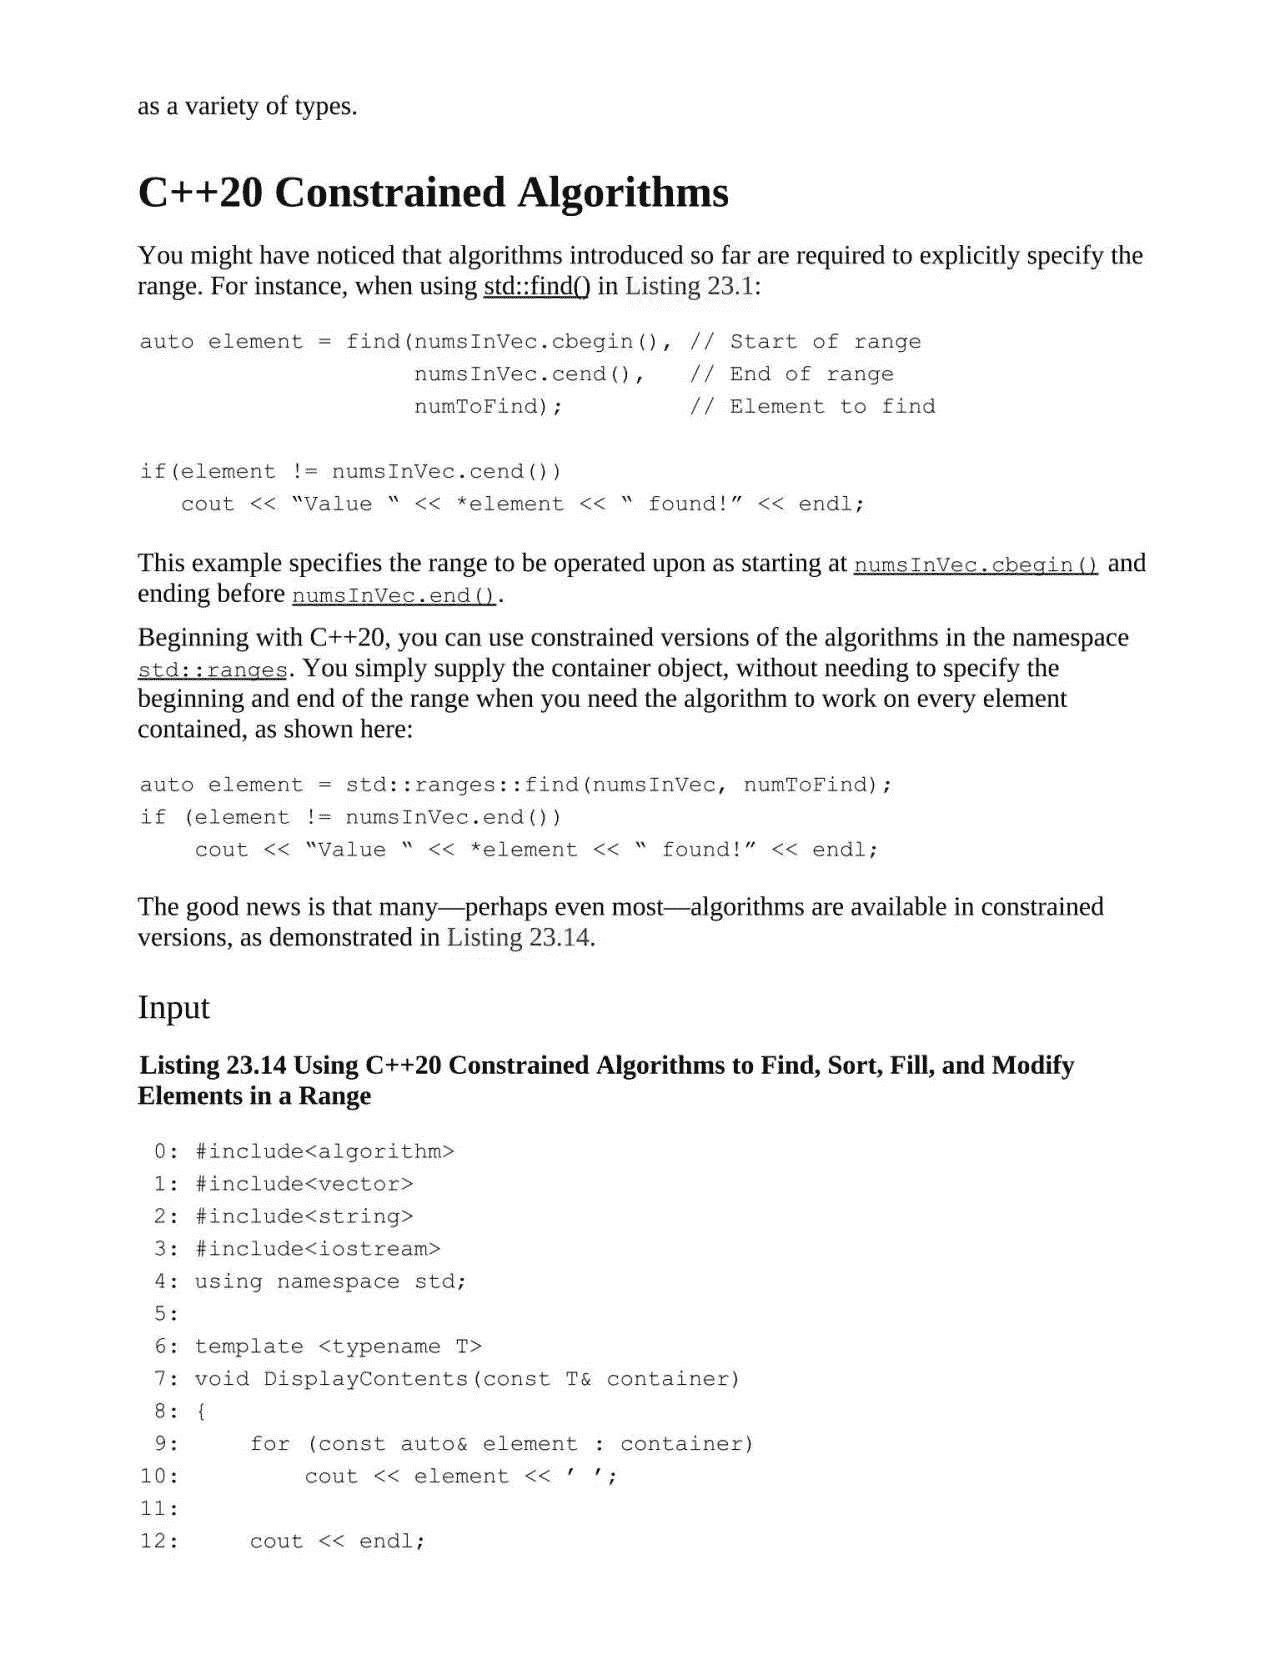 as a variety of types.
C++20 Constrained Algorithms
You might have noticed that algorithms introduced so far are required to explicitly specify the
range. For instance, when using std::find() in Listing 23.1:
auto element = find(numsInVec.cbegin(), // Start of range
                    numsInVec.cend(),   // End of range
                    numToFind);         // Element to find
if(element != numsInVec.cend())
   cout << “Value “ << *element << “ found!” << endl;
This example specifies the range to be operated upon as starting at numsInVec.cbegin() and
ending before numsInVec.end().
Beginning with C++20, you can use constrained versions of the algorithms in the namespace
std::ranges. You simply supply the container object, without needing to specify the
beginning and end of the range when you need the algorithm to work on every element
contained, as shown here:
auto element = std::ranges::find(numsInVec, numToFind);
if (element != numsInVec.end())
    cout << “Value “ << *element << “ found!” << endl;
The good news is that many—perhaps even most—algorithms are available in constrained
versions, as demonstrated in Listing 23.14.
Input
Listing 23.14 Using C++20 Constrained Algorithms to Find, Sort, Fill, and Modify
Elements in a Range
 0: #include<algorithm>
 1: #include<vector>
 2: #include<string>
 3: #include<iostream>
 4: using namespace std;
 5:
 6: template <typename T>
 7: void DisplayContents(const T& container)
 8: {
 9:     for (const auto& element : container)
10:         cout << element << ’ ’;
11:
12:     cout << endl;